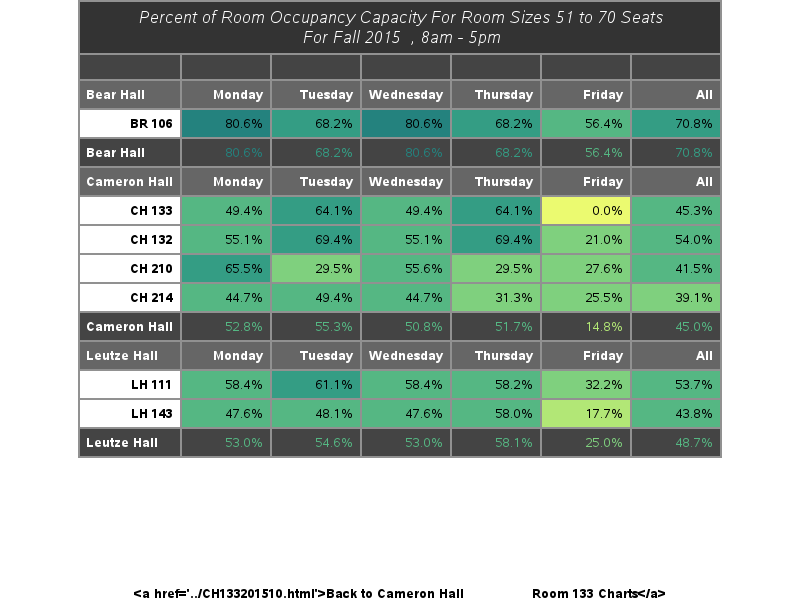 Percent of Room Occupancy Capacity For Room Sizes 51 to 70 Seats
For Fall 2015 , 8am - 5pm
Bear Hall Monday Tuesday Wednesday Thursday Friday All
BR 106 80.6% 68.2% 80.6% 68.2% 56.4% 70.8%
Bear Hall 80.6% 68.2% 80.6% 68.2% 56.4% 70.8%
Cameron Hall Monday Tuesday Wednesday Thursday Friday All
CH 133 49.4% 64.1% 49.4% 64.1% 0.0% 45.3%
CH 132 55.1% 69.4% 55.1% 69.4% 21.0% 54.0%
CH 210 65.5% 29.5% 55.6% 29.5% 27.6% 41.5%
CH 214 44.7% 49.4% 44.7% 31.3% 25.5% 39.1%
Cameron Hall 52.8% 55.3% 50.8% 51.7% 14.8% 45.0%
Leutze Hall Monday Tuesday Wednesday Thursday Friday All
LH 111 58.4% 61.1% 58.4% 58.2% 32.2% 53.7%
LH 143 47.6% 48.1% 47.6% 58.0% 17.7% 43.8%
Leutze Hall 53.0% 54.6% 53.0% 58.1% 25.0% 48.7%
<a href='../CH133201510.html'>Back to Cameron Hall Room 133 Charts</a>